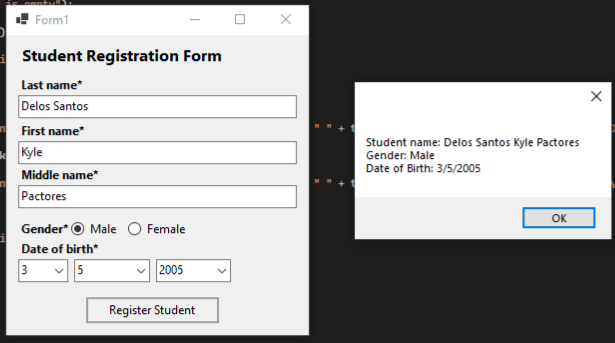 is empty");
Form1
Student Registration Form
Last name*
Delos Santos
First name*
Kyle
" " + t
Middle name*
Pactores
" " + t
Gender* Male Female
Date of birth*
3 5 2005
Register Student
Student name: Delos Santos Kyle Pactores
Gender: Male
Date of Birth: 3/5/2005
OK